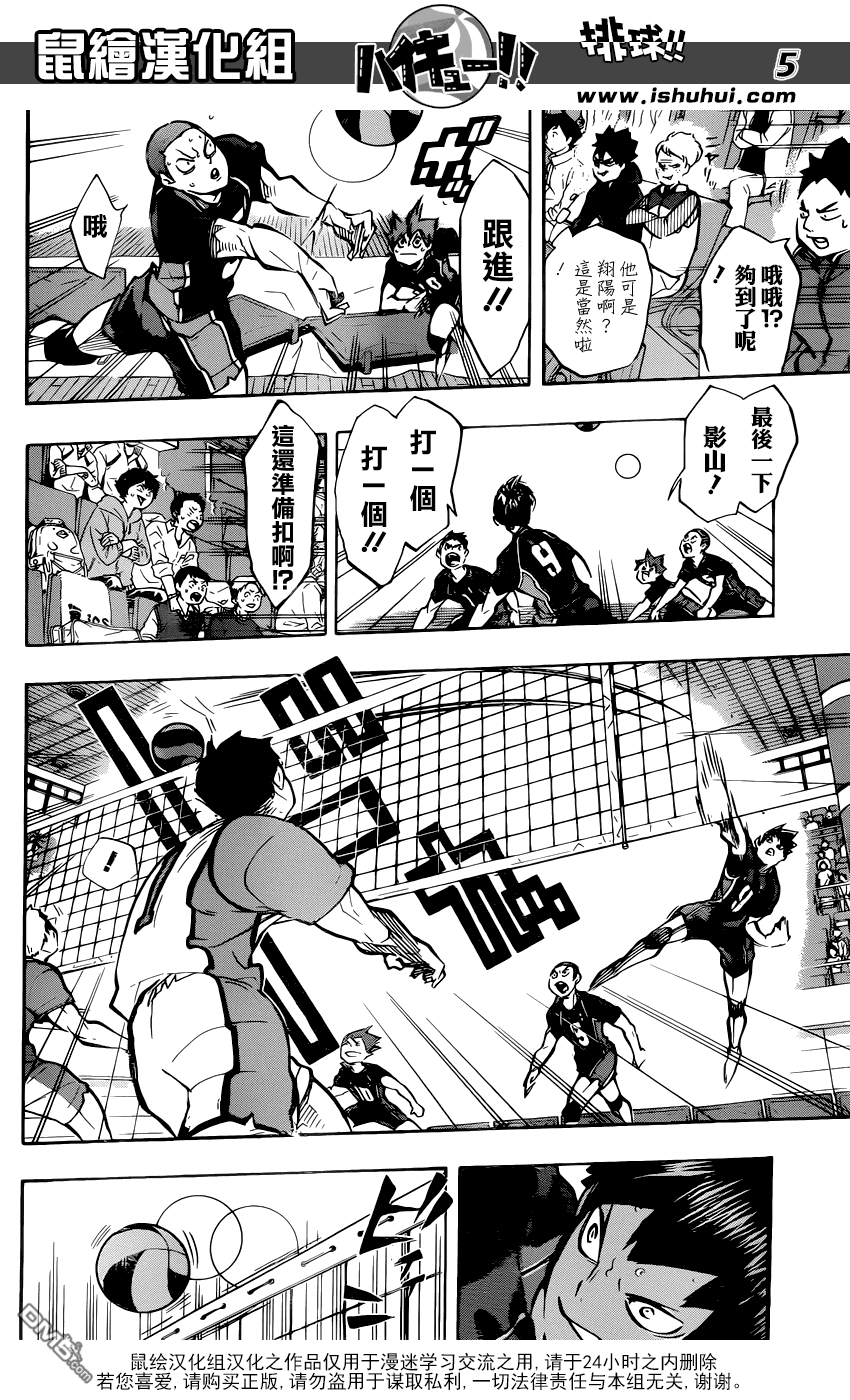 鼠繪漢化組
ハイキュー!!
排球!!
5
www.ishuhui.com
哦哦!?
夠到了呢
!
他可是
翔陽啊?
這是當然啦
!
跟進!!
哦
最後一下
影山!
打一個
打一個!!
這還準備扣啊!?
!
9
9
10
5
鼠绘汉化组汉化之作品仅用于漫迷学习交流之用,请于24小时之内删除
若您喜爱,请购买正版,请勿盗用于谋取私利,一切法律责任与本组无关,谢谢。